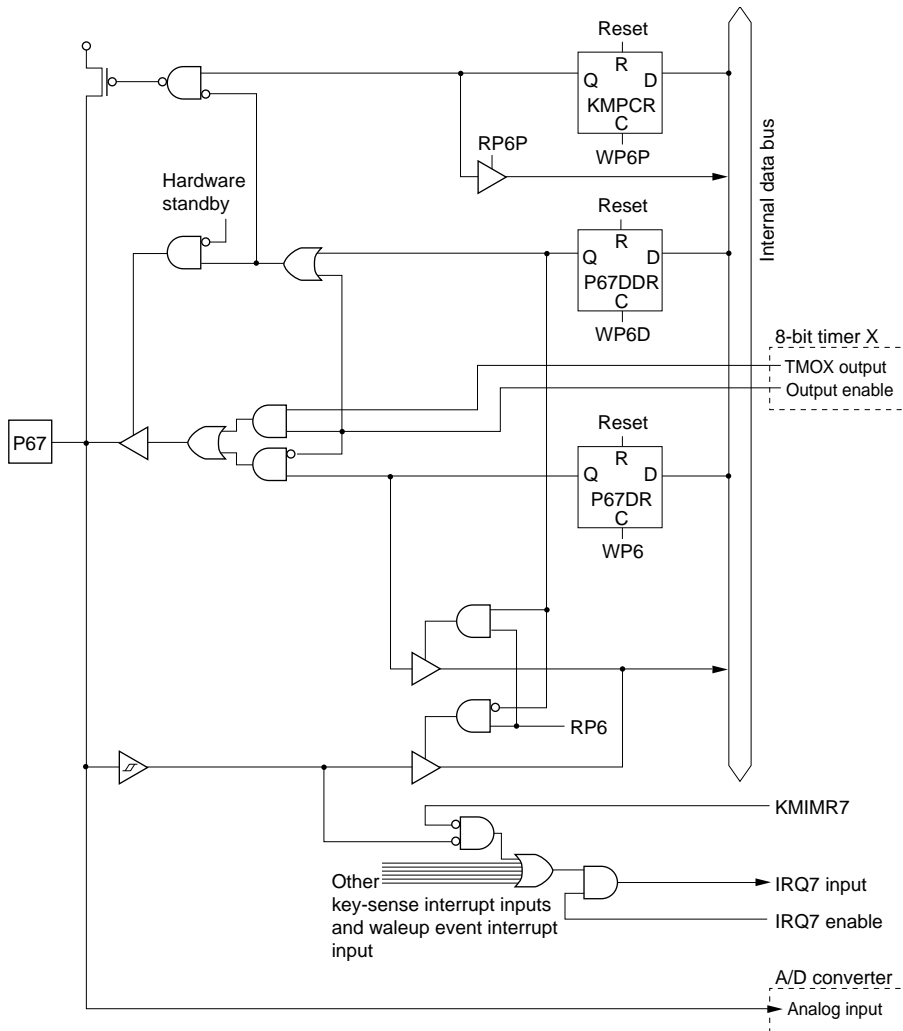 Reset
R
Q D
KMPCR
C
WP6P
RP6P
Internal data bus
Hardware
standby
Reset
R
Q D
P67DDR
C
WP6D
8-bit timer X
TMOX output
Output enable
P67
Reset
R
Q D
P67DR
C
WP6
RP6
KMIMR7
Other
key-sense interrupt inputs
and waleup event interrupt
input
IRQ7 input
IRQ7 enable
A/D converter
Analog input